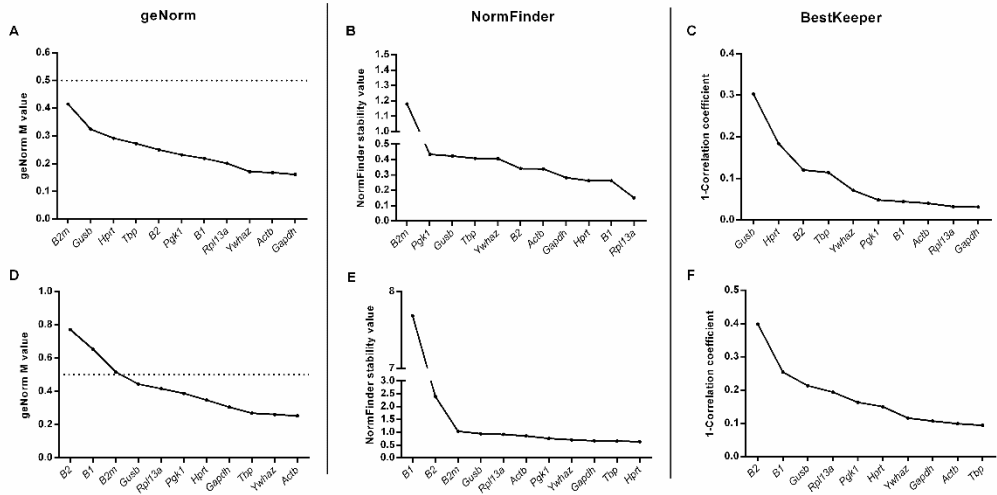 geNorm
NormFinder
BestKeeper
A
geNorm M value
0.6
0.5
0.4
0.3
0.2
0.1
0.0
B2m Gusb Hprt Tbp B2 Pgk1 B1 Rpl13a Ywhaz Actb Gapdh
B
NormFinder stability value
1.5
1.4
1.3
1.2
1.1
1.0
0.5
0.4
0.3
0.2
0.1
0.0
B2m Pgk1 Gusb Tbp Ywhaz B2 Actb Gapdh Hprt B1 Rpl13a
C
1-Correlation coefficient
0.4
0.3
0.2
0.1
0.0
Gusb Hprt B2 Tbp Ywhaz Pgk1 B1 Actb Rpl13a Gapdh
D
geNorm M value
1.0
0.8
0.6
0.4
0.2
0.0
B2 B1 B2m Gusb Rpl13a Pgk1 Hprt Gapdh Tbp Ywhaz Actb
E
NormFinder stability value
8
7
3.0
2.5
2.0
1.5
1.0
0.5
0.0
B1 B2 B2m Gusb Rpl13a Actb Pgk1 Ywhaz Gapdh Tbp Hprt
F
1-Correlation coefficient
0.5
0.4
0.3
0.2
0.1
0.0
B2 B1 Gusb Rpl13a Pgk1 Hprt Ywhaz Gapdh Actb Tbp